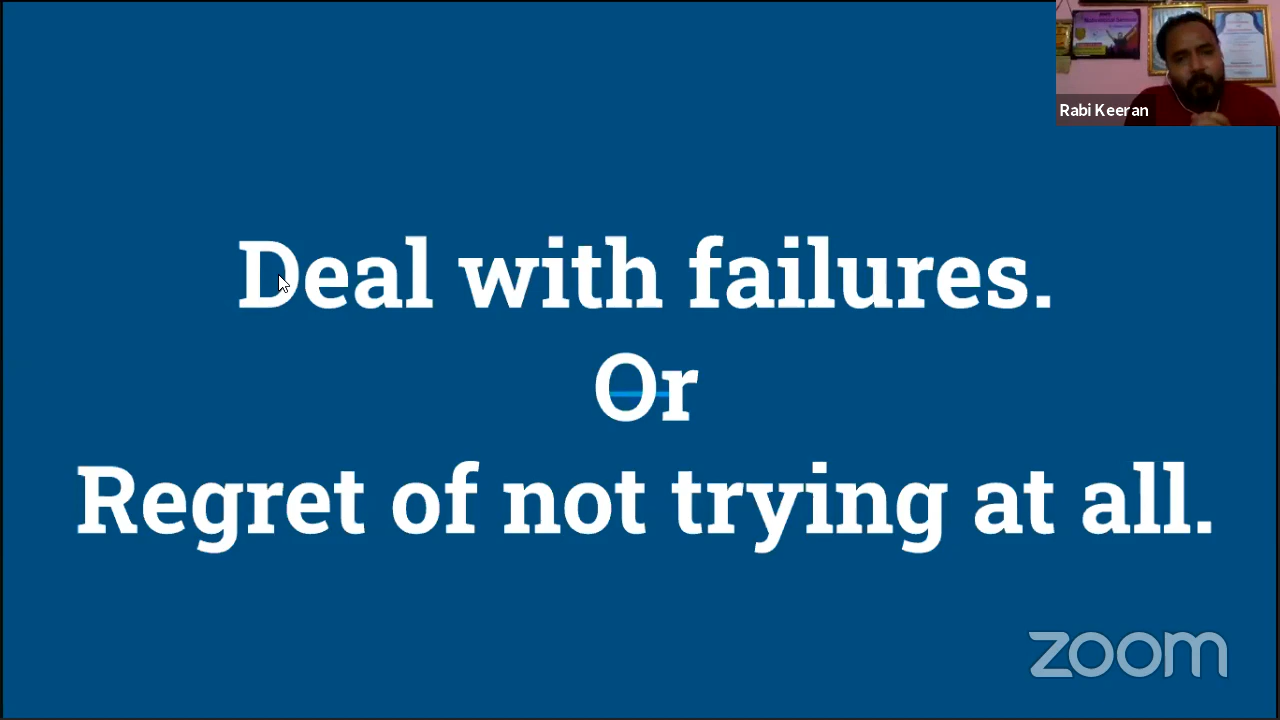 Rabi Keeran
Deal with failures.
Or
Regret of not trying at all.
zoom